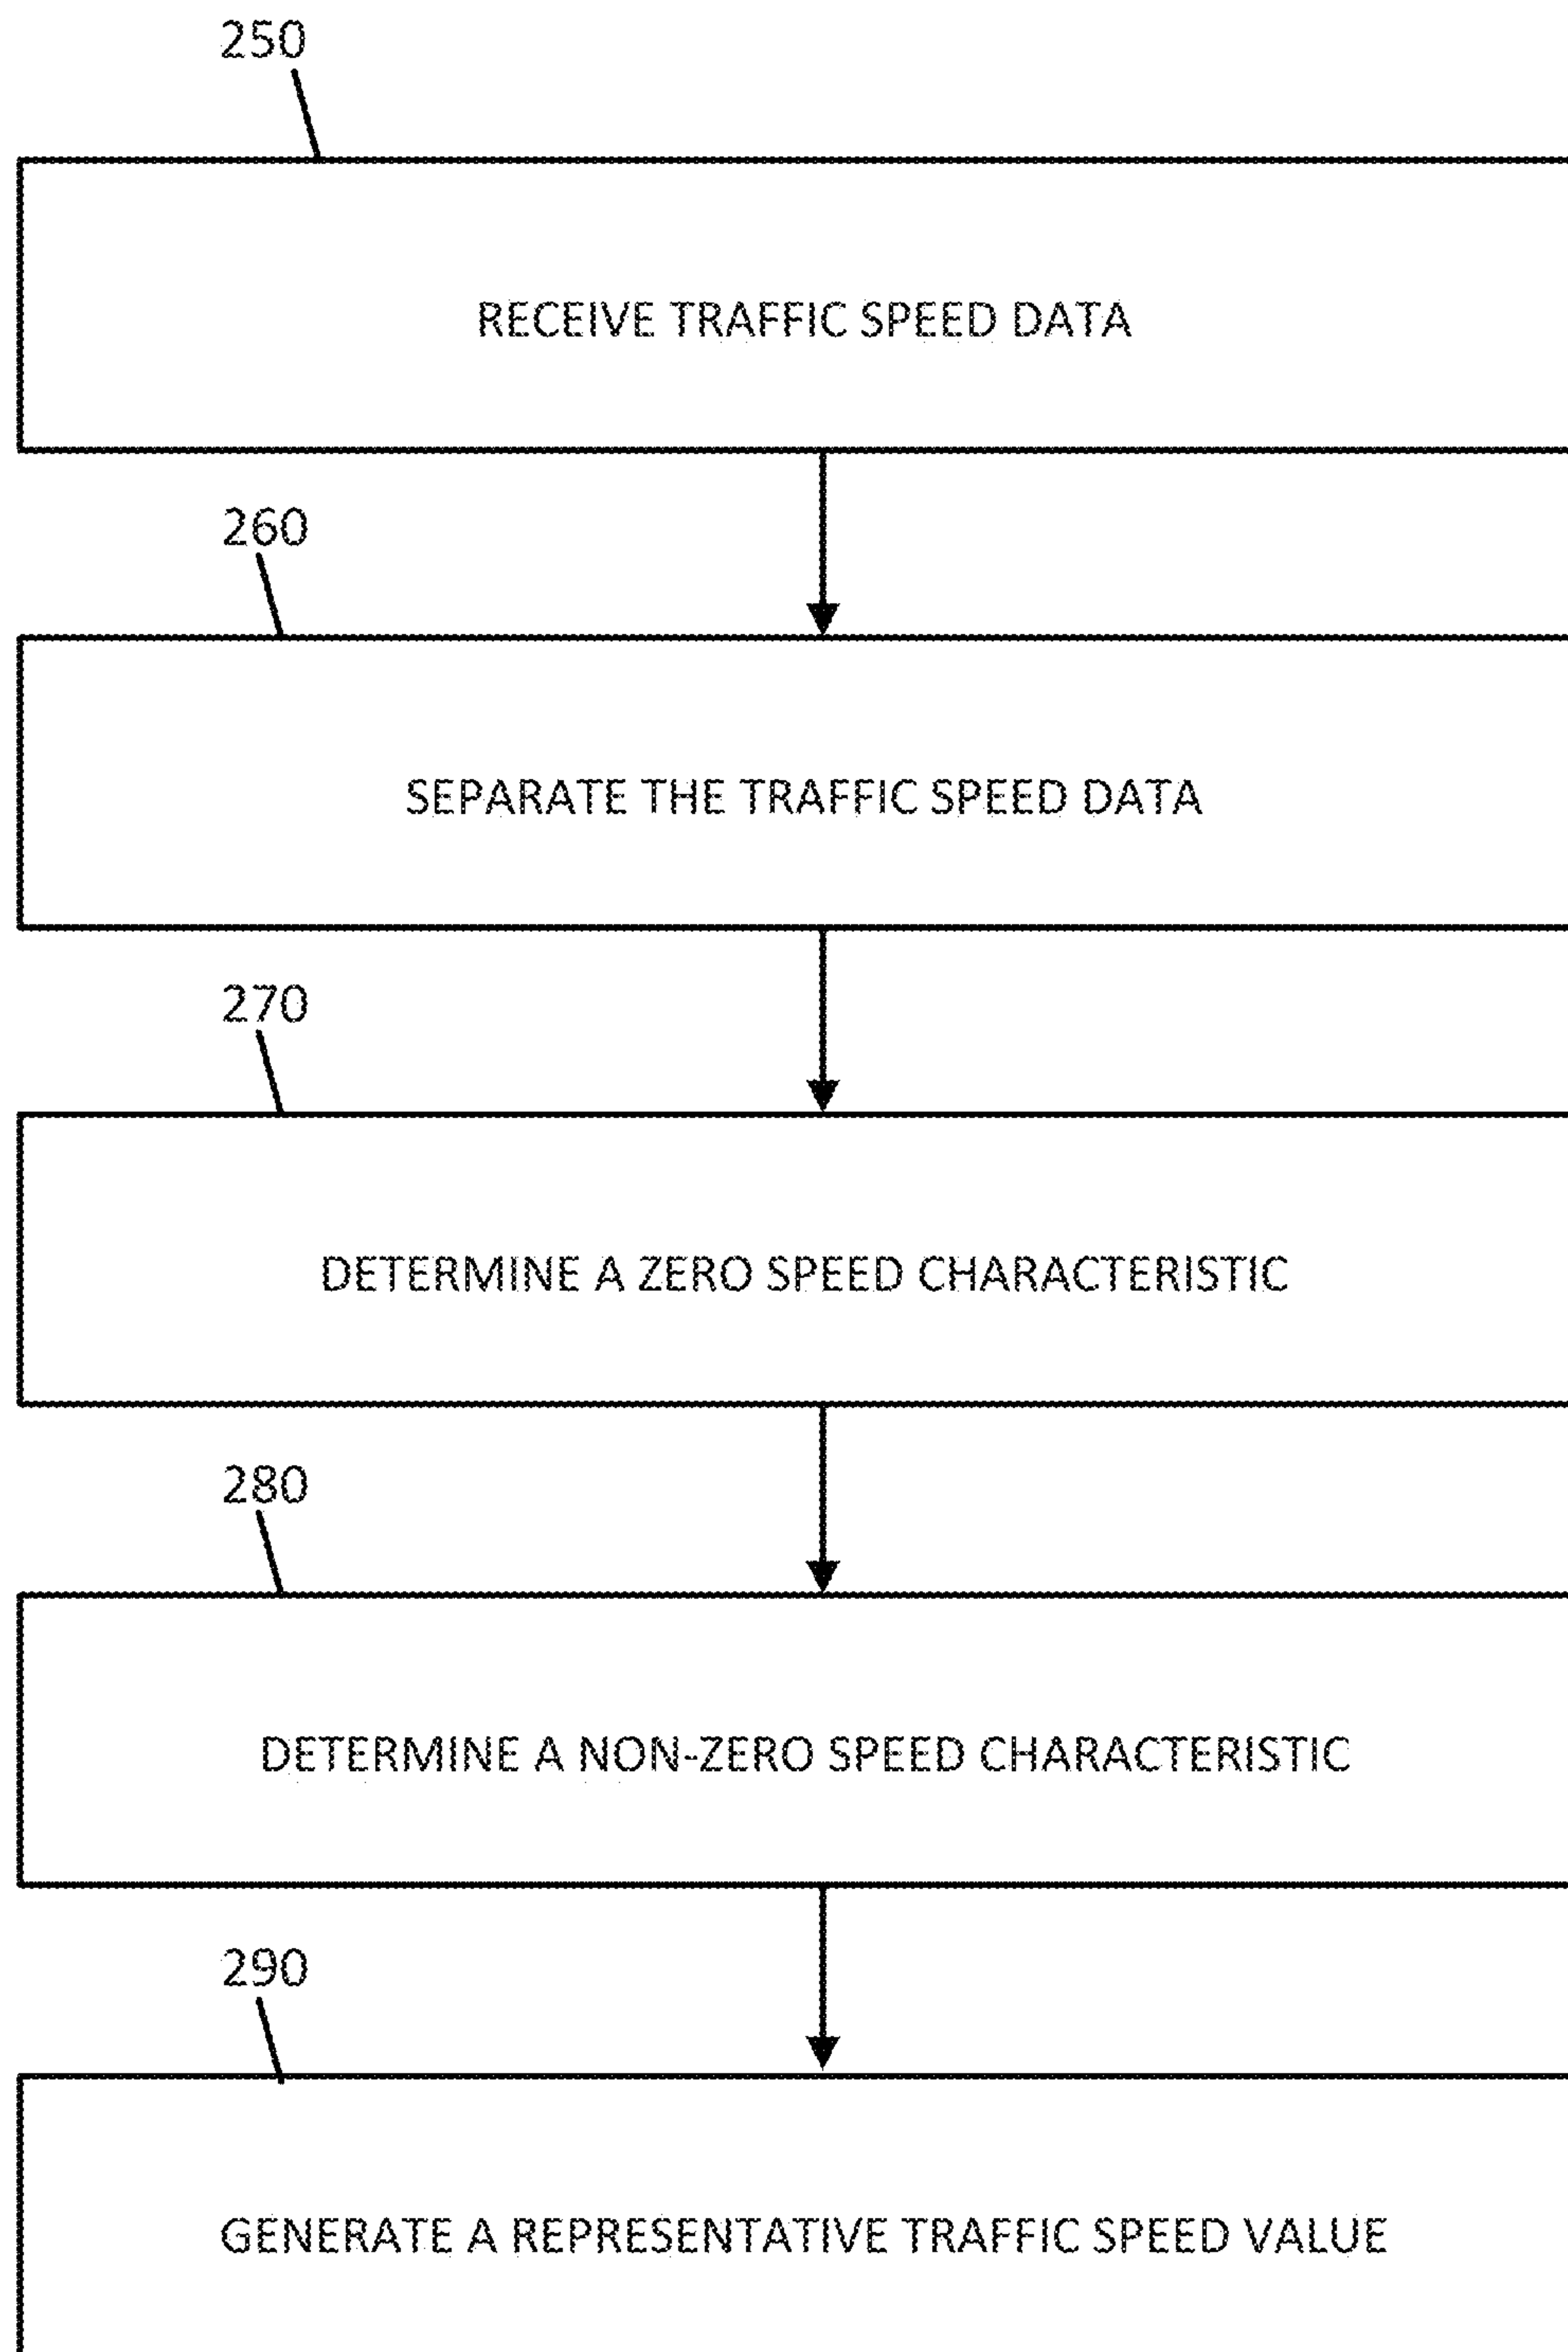 250
RECEIVE TRAFFIC SPEED DATA
260
SEPARATE THE TRAFFIC SPEED DATA
270
DETERMINE A ZERO SPEED CHARACTERISTIC
280
DETERMINE A NON-ZERO SPEED CHARACTERISTIC
290
GENERATE A REPRESENTATIVE TRAFFIC SPEED VALUE